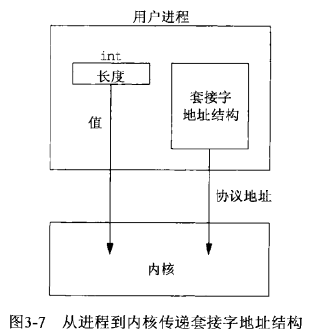 用户进程
int
长度
套接字
地址结构
值
协议地址
内核
图3-7 从进程到内核传递套接字地址结构